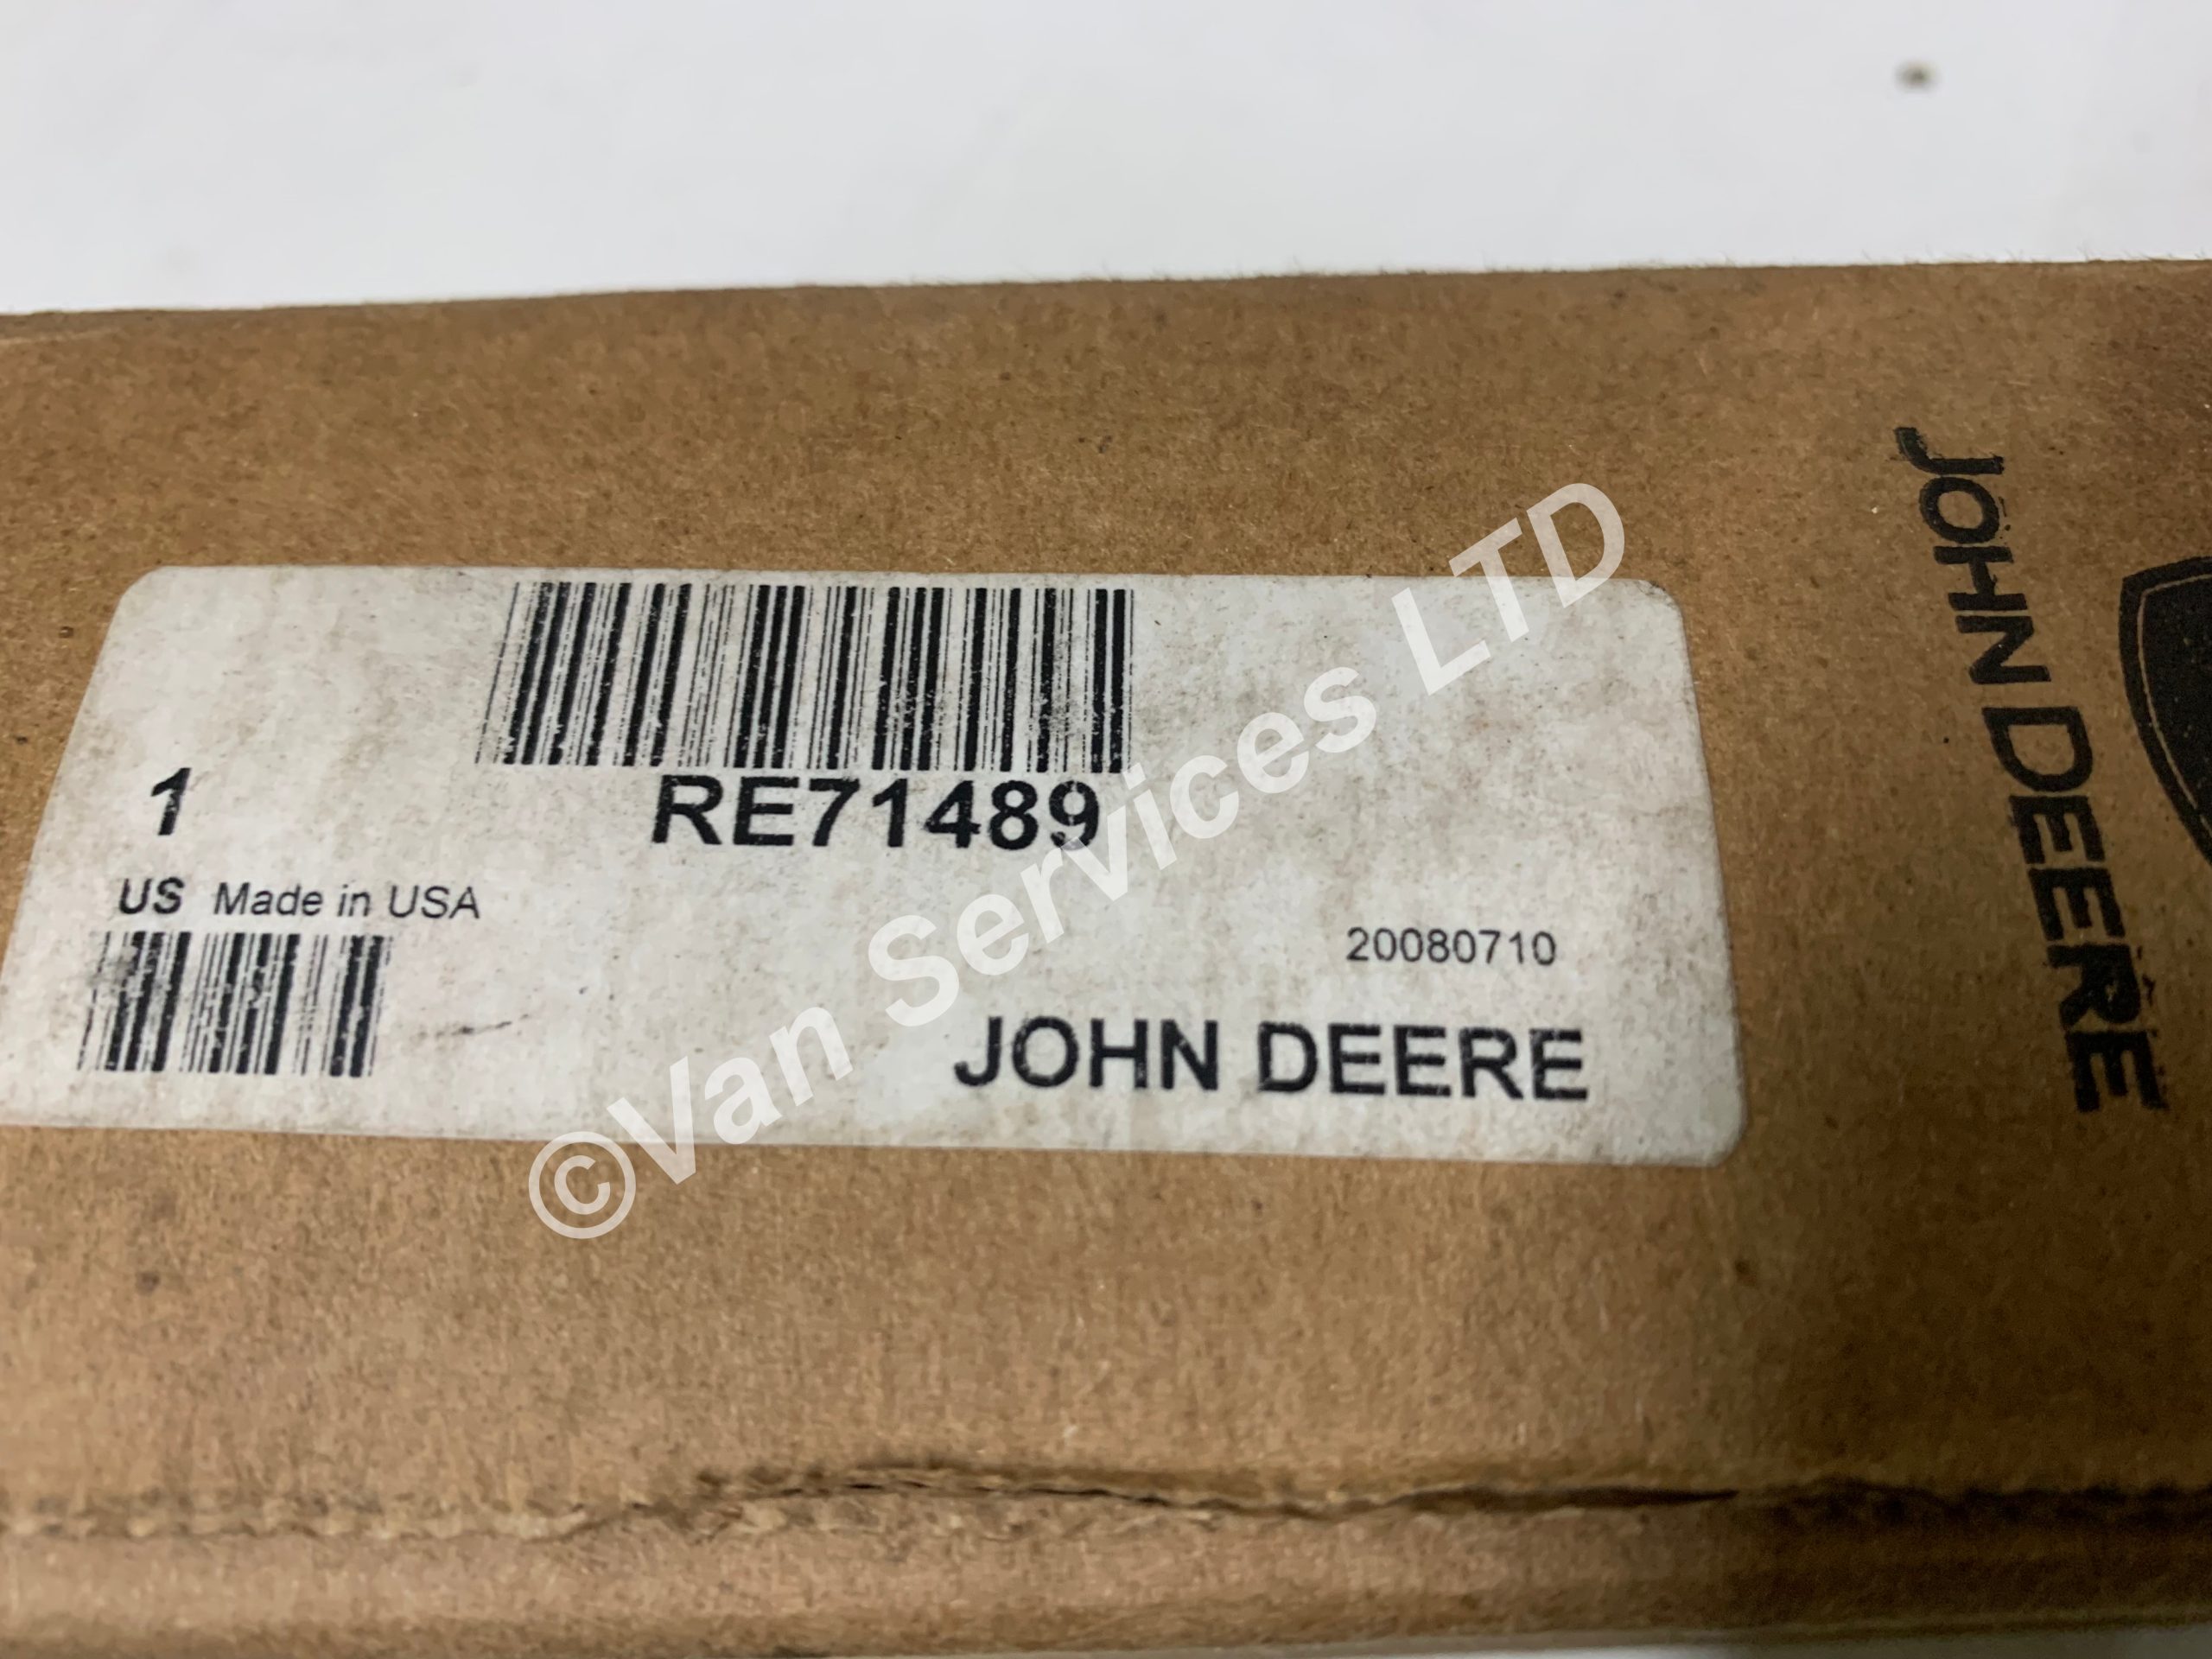 1
RE71489
US Made in USA
20080710
JOHN DEERE
JOHN DEERE
©Van Services LTD